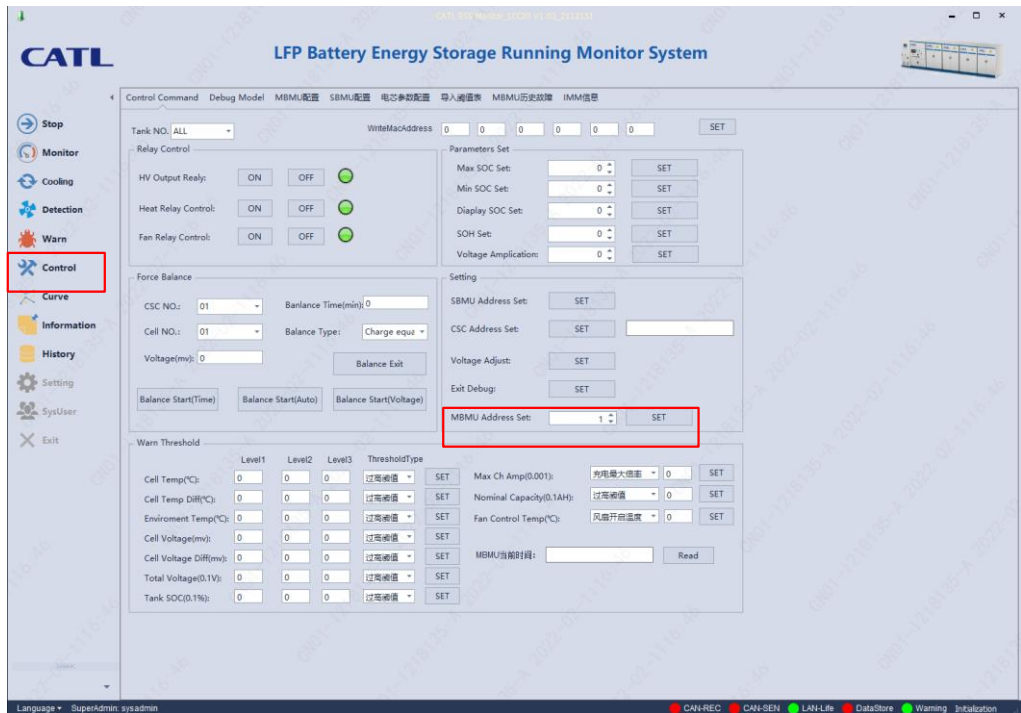 CATL
LFP Battery Energy Storage Running Monitor System
Control Command Debug Model MBMU配置 SBMU配置 电芯参数配置 导入阈值表 MBMU历史故障 IMM信息
Stop
Monitor
Cooling
Detection
Warn
Control
Curve
Information
History
Setting
SysUser
Exit
Tank NO. ALL
WriteMacAddress 0 0 0 0 0 0 SET
Relay Control
HV Output Realy: ON OFF
Heat Relay Control: ON OFF
Fan Relay Control: ON OFF
Parameters Set
Max SOC Set: 0 SET
Min SOC Set: 0 SET
Diaplay SOC Set: 0 SET
SOH Set: 0 SET
Voltage Amplication: 0 SET
Force Balance
CSC NO.: 01 Banlance Time(min): 0
Cell NO.: 01 Balance Type: Charge equa
Voltage(mv): 0 Balance Exit
Balance Start(Time) Balance Start(Auto) Balance Start(Voltage)
Setting
SBMU Address Set: SET
CSC Address Set: SET
Voltage Adjust: SET
Exit Debug: SET
MBMU Address Set: 1 SET
Warn Threshold
Level1 Level2 Level3 ThresholdType
Cell Temp(℃): 0 0 0 过高阈值 SET
Cell Temp Diff(℃): 0 0 0 过高阈值 SET
Enviroment Temp(℃): 0 0 0 过高阈值 SET
Cell Voltage(mv): 0 0 0 过高阈值 SET
Cell Voltage Diff(mv): 0 0 0 过高阈值 SET
Total Voltage(0.1V): 0 0 0 过高阈值 SET
Tank SOC(0.1%): 0 0 0 过高阈值 SET
Max Ch Amp(0.001): 充电最大倍率 0 SET
Nominal Capacity(0.1AH): 过高阈值 0 SET
Fan Control Temp(℃): 风扇开启温度 0 SET
MBMU当前时间: Read
Language SuperAdmin: sysadmin CAN-REC CAN-SEN LAN-Life DataStore Warning Initialization